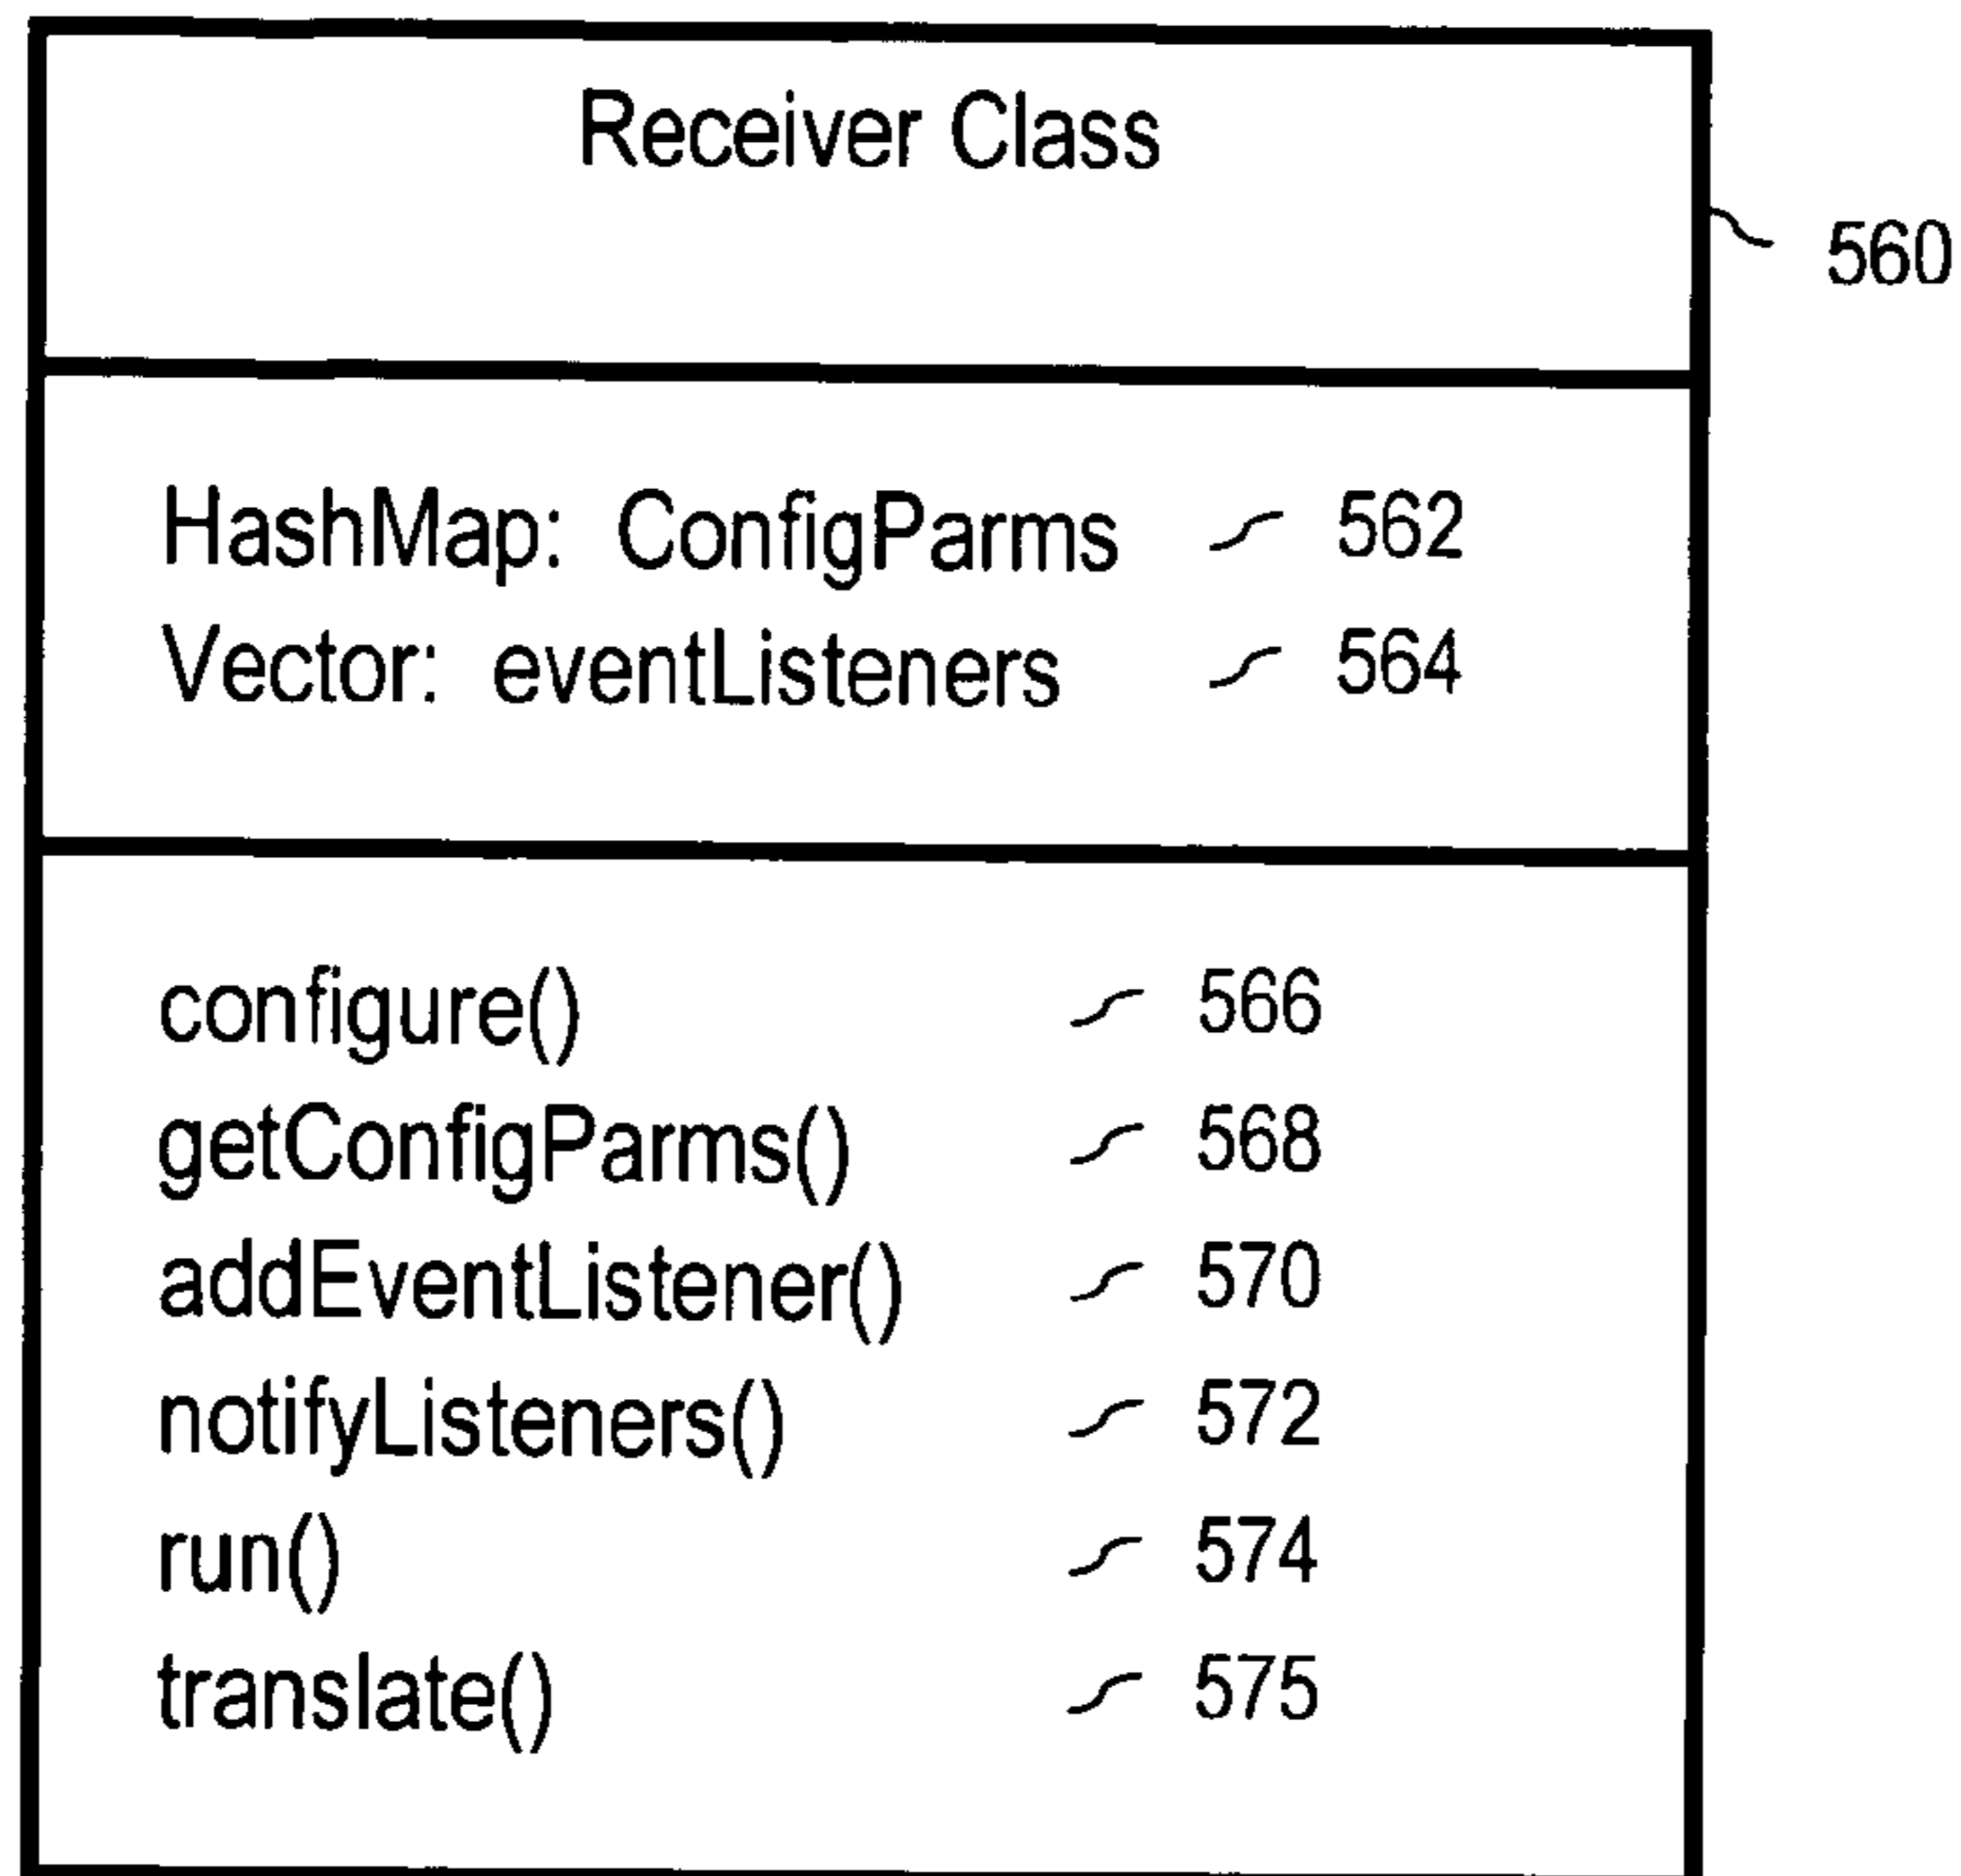 Receiver Class
560
HashMap: ConfigParms 562
Vector: eventListeners 564
configure() 566
getConfigParms() 568
addEventListener() 570
notifyListeners() 572
run() 574
translate() 575